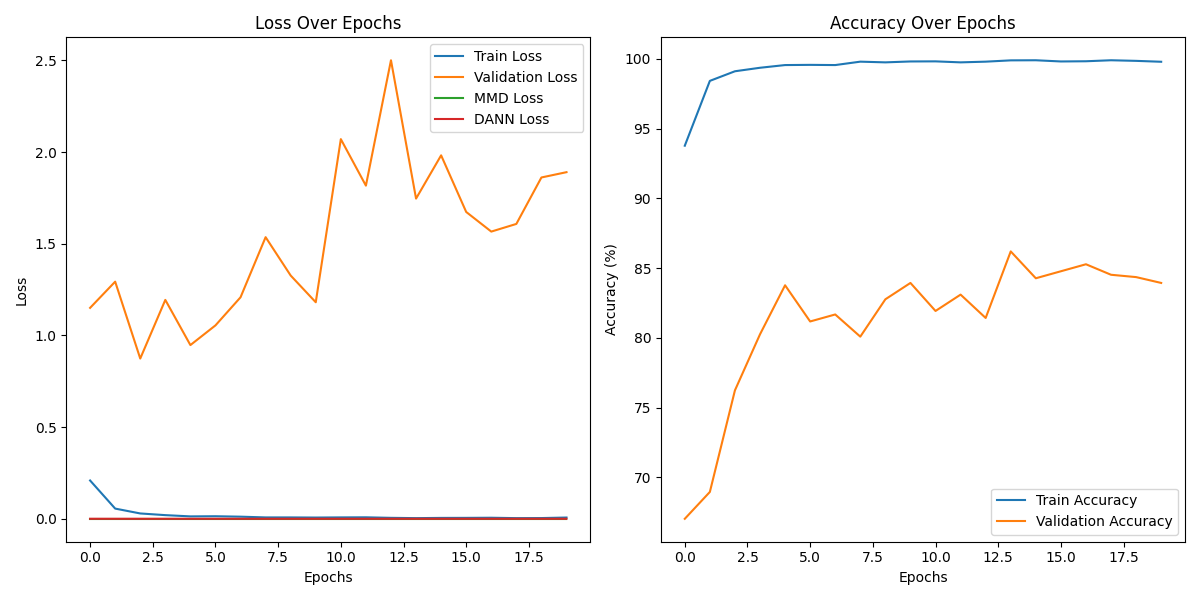 Loss Over Epochs
2.5
2.0
1.5
1.0
0.5
0.0
Loss
Train Loss
Validation Loss
MMD Loss
DANN Loss
0.0 2.5 5.0 7.5 10.0 12.5 15.0 17.5
Epochs
Accuracy Over Epochs
100
95
90
85
80
75
70
Accuracy (%)
Train Accuracy
Validation Accuracy
0.0 2.5 5.0 7.5 10.0 12.5 15.0 17.5
Epochs